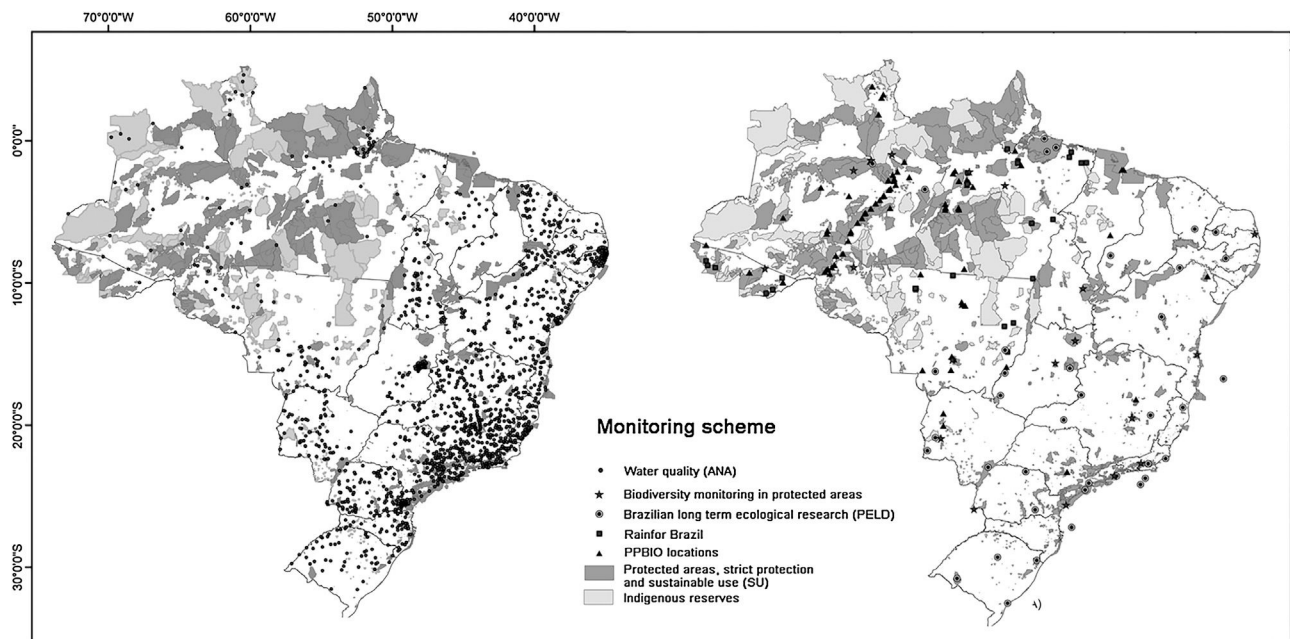 70°0'0"W 60°0'0"W 50°0'0"W 40°0'0"W
0°0'0"
10°0'0"S
20°0'0"S
30°0'0"S
Monitoring scheme
Water quality (ANA)
Biodiversity monitoring in protected areas
Brazilian long term ecological research (PELD)
Rainfor Brazil
PPBIO locations
Protected areas, strict protection
and sustainable use (SU)
Indigenous reserves
A)